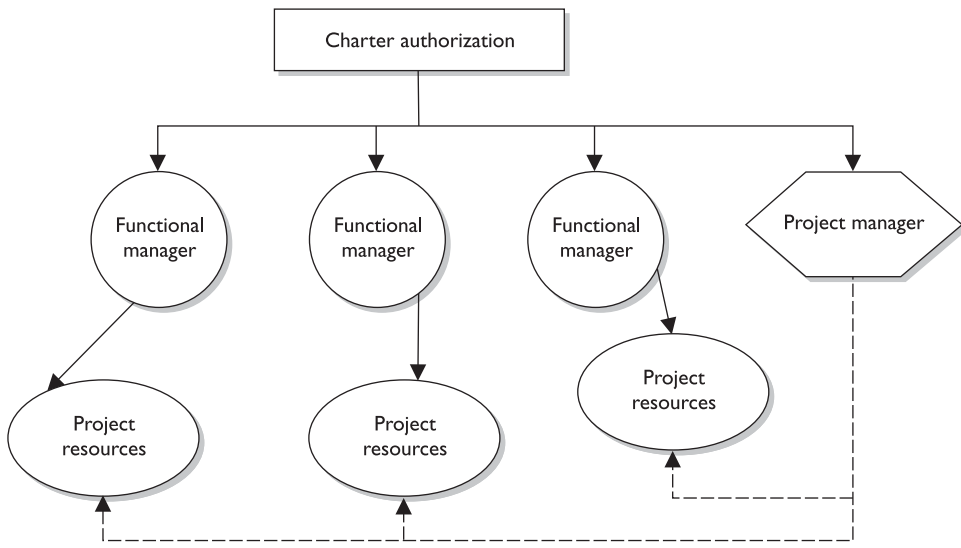 Charter authorization
Functional
manager
Functional
manager
Functional
manager
Project manager
Project
resources
Project
resources
Project
resources